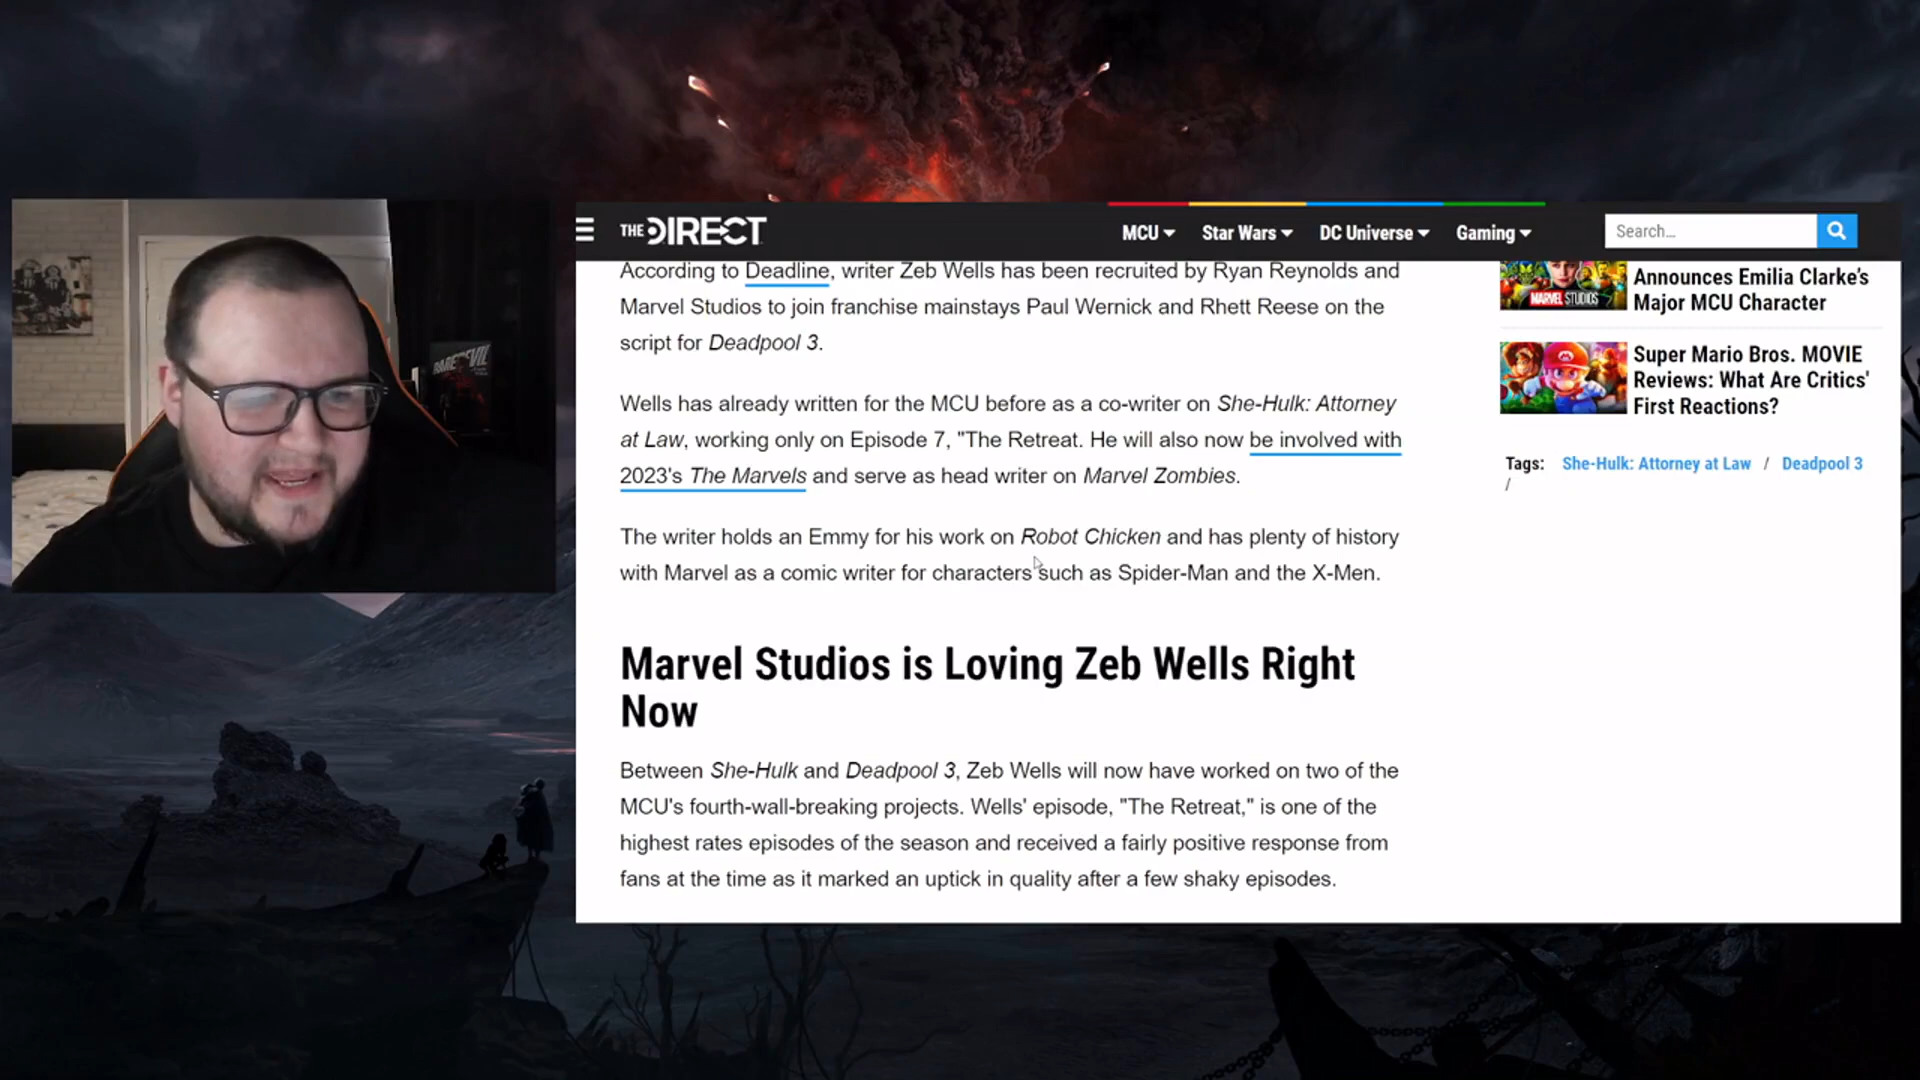 THE DIRECT
MCU
Star Wars
DC Universe
Gaming
Search...
According to Deadline, writer Zeb Wells has been recruited by Ryan Reynolds and
Marvel Studios to join franchise mainstays Paul Wernick and Rhett Reese on the
script for Deadpool 3.
Wells has already written for the MCU before as a co-writer on She-Hulk: Attorney
at Law, working only on Episode 7, "The Retreat. He will also now be involved with
2023's The Marvels and serve as head writer on Marvel Zombies.
The writer holds an Emmy for his work on Robot Chicken and has plenty of history
with Marvel as a comic writer for characters such as Spider-Man and the X-Men.
Marvel Studios is Loving Zeb Wells Right
Now
Between She-Hulk and Deadpool 3, Zeb Wells will now have worked on two of the
MCU's fourth-wall-breaking projects. Wells' episode, "The Retreat," is one of the
highest rates episodes of the season and received a fairly positive response from
fans at the time as it marked an uptick in quality after a few shaky episodes.
MARVEL STUDIOS
Announces Emilia Clarke's
Major MCU Character
Super Mario Bros. MOVIE
Reviews: What Are Critics'
First Reactions?
Tags: She-Hulk: Attorney at Law / Deadpool 3
/
DAREDEVIL